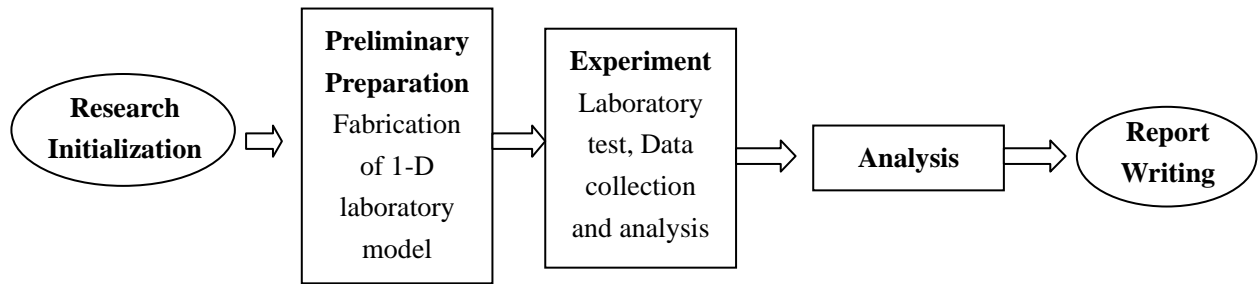 Research
Initialization
Preliminary
Preparation
Fabrication
of 1-D
laboratory
model
Experiment
Laboratory
test, Data
collection
and analysis
Analysis
Report
Writing